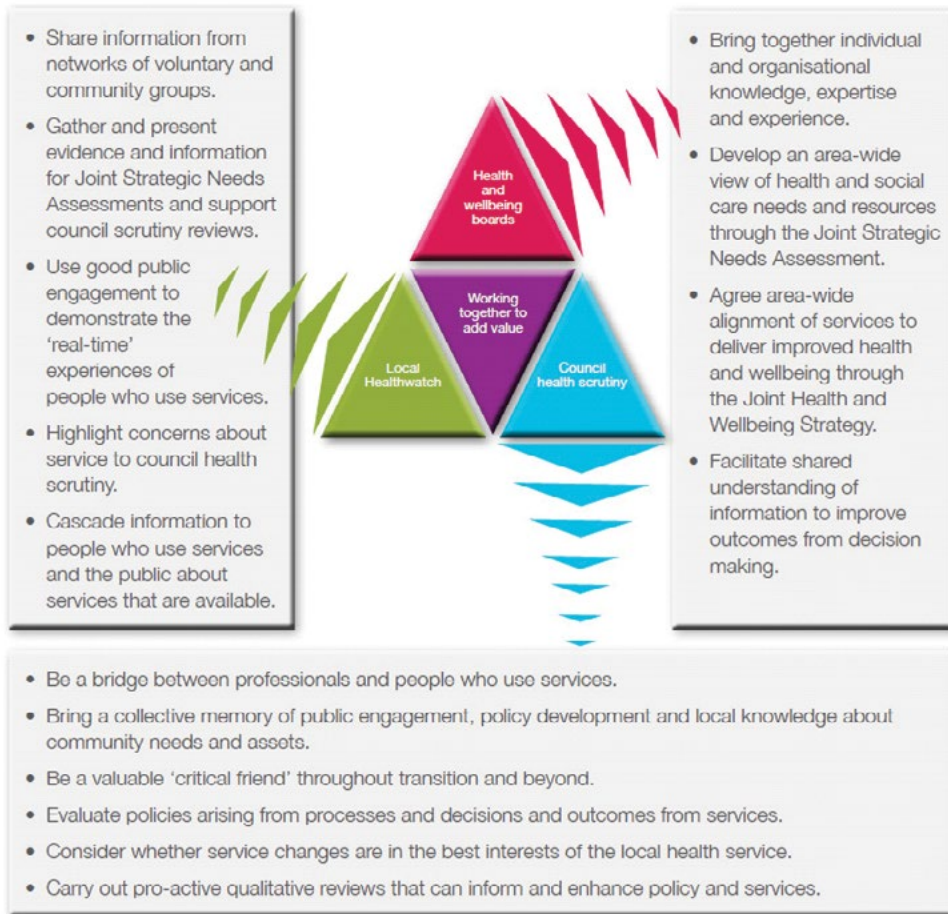 • Share information from
networks of voluntary and
community groups.
• Gather and present
evidence and information
for Joint Strategic Needs
Assessments and support
council scrutiny reviews.
• Use good public
engagement to
demonstrate the
‘real-time’
experiences of
people who use services.
• Highlight concerns about
service to council health
scrutiny.
• Cascade information to
people who use services
and the public about
services that are available.
Health
and
wellbeing
boards
Working
together to
add value
Local
Healthwatch
Council
health scrutiny
• Bring together individual
and organisational
knowledge, expertise
and experience.
• Develop an area-wide
view of health and social
care needs and resources
through the Joint Strategic
Needs Assessment.
• Agree area-wide
alignment of services to
deliver improved health
and wellbeing through
the Joint Health and
Wellbeing Strategy.
• Facilitate shared
understanding of
information to improve
outcomes from decision
making.
• Be a bridge between professionals and people who use services.
• Bring a collective memory of public engagement, policy development and local knowledge about
community needs and assets.
• Be a valuable ‘critical friend’ throughout transition and beyond.
• Evaluate policies arising from processes and decisions and outcomes from services.
• Consider whether service changes are in the best interests of the local health service.
• Carry out pro-active qualitative reviews that can inform and enhance policy and services.